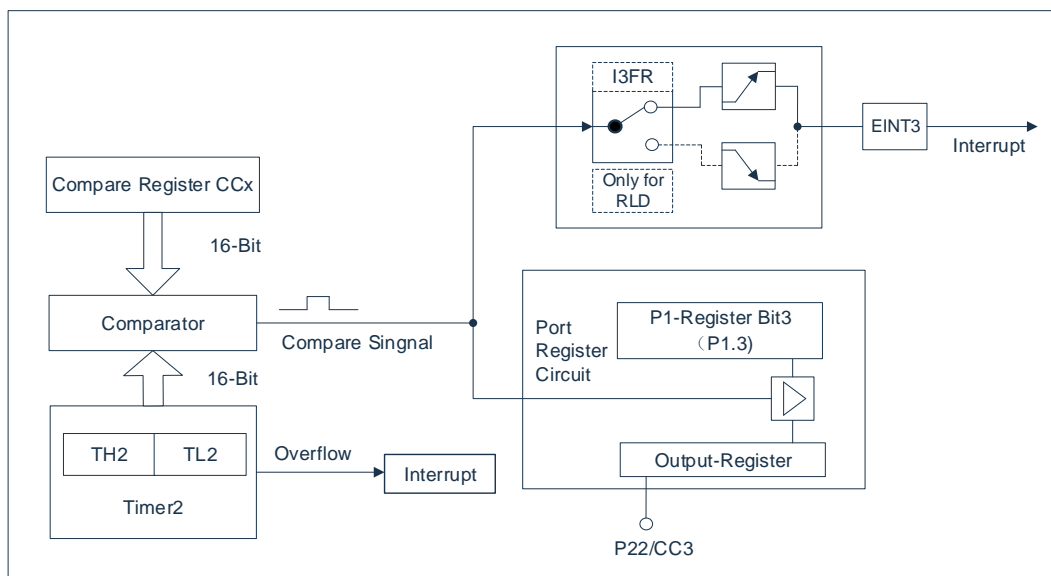 I3FR
Only for
RLD
EINT3
Interrupt
Compare Register CCx
16-Bit
Comparator
Compare Singnal
16-Bit
TH2
TL2
Timer2
Overflow
Interrupt
Port
Register
Circuit
P1-Register Bit3
（P1.3)
Output-Register
P22/CC3